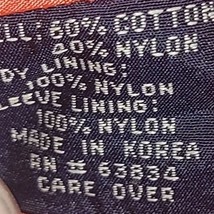 LL: 60% COTTON
40% NYLON
DY LINING:
100% NYLON
LEEVE LINING:
100% NYLON
MADE IN KOREA
RN # 63834
CARE OVER